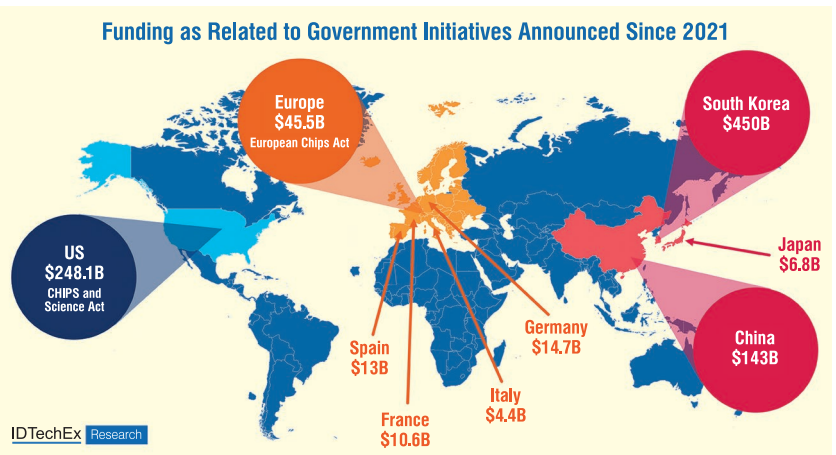 Funding as Related to Government Initiatives Announced Since 2021
Europe
$45.5B
European Chips Act
South Korea
$450B
US
$248.1B
CHIPS and
Science Act
Japan
$6.8B
China
$143B
Germany
$14.7B
Spain
$13B
Italy
$4.4B
France
$10.6B
IDTechEx Research